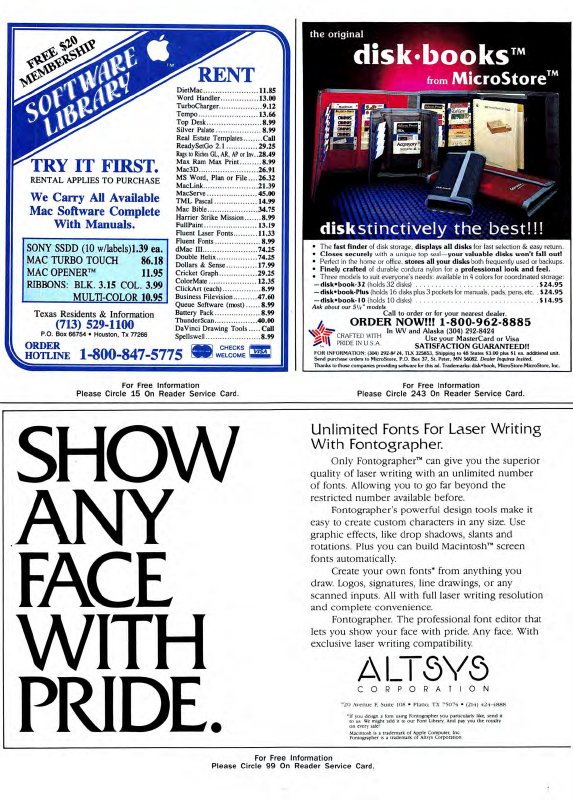 FREE $20
MEMBERSHIP
SOFTWARE
LIBRARY
RENT
DietMac 11.85
Word Handler 13.00
TurboCharger 9.12
Tempo 13.66
Top Desk 8.99
Silver Palate 8.99
Real Estate Templates Call
ReadySetGo 2.1 29.25
Rags to Riches GL, AR, AP or Inv. 28.49
Max Ram Max Print 8.99
Mac3D 26.91
MS Word, Plan or File 26.32
MacLink 21.39
MacServe 45.00
TML Pascal 14.99
Mac Bible 34.75
Harrier Strike Mission 8.99
FullPaint 13.19
Fluent Laser Fonts 11.33
Fluent Fonts 8.99
dMac III 74.25
Double Helix 74.25
Dollars & Sense 17.99
Cricket Graph 29.25
ColorMate 12.35
ClickArt (each) 8.99
Business Filevision 47.60
Queue Software (most) 8.99
Battery Pack 8.99
ThunderScan 40.00
DaVinci Drawing Tools Call
Spellswell 8.99
TRY IT FIRST.
RENTAL APPLIES TO PURCHASE
We Carry All Available
Mac Software Complete
With Manuals.
SONY SSDD (10 w/labels) 1.39 ea.
MAC TURBO TOUCH 86.18
MAC OPENER™ 11.95
RIBBONS: BLK. 3.15 COL. 3.99
MULTI-COLOR 10.95
Texas Residents & Information
(713) 529-1100
P.O. Box 66754 • Houston, Tx 77266
ORDER
HOTLINE 1-800-847-5775
CHECKS
WELCOME
VISA
For Free Information
Please Circle 15 On Reader Service Card.
the original
disk·books™
from MicroStore™
diskstinctively the best!!!
• The fast finder of disk storage, displays all disks for fast selection & easy return.
• Closes securely with a unique top seal—your valuable disks won't fall out!
• Perfect in the home or office, stores all your disks both frequently used or backups.
• Finely crafted of durable cordura nylon for a professional look and feel.
• Three models to suit everyone's needs: available in 4 colors for coordinated storage:
— disk•book-32 (holds 32 disks) $24.95
— disk•book-Plus (holds 16 disks plus 3 pockets for manuals, pads, pens, etc. $24.95
— disk•book-10 (holds 10 disks) $14.95
Ask about our 5¼" models
Call to order or for your nearest dealer.
ORDER NOW!!! 1-800-962-8885
In WV and Alaska (304) 292-8424
CRAFTED WITH
PRIDE IN U.S.A.
Use your MasterCard or Visa
SATISFACTION GUARANTEED!!
FOR INFORMATION: (304) 292-8424, TLX 325653, Shipping to 48 States $3.00 plus $1 ea. additional unit.
Send purchase orders to MicroStore, P.O. Box 37, St. Peter, MN 56082. Dealer Inquiries Invited.
Thanks to those companies providing software for this ad. Trademarks: disk•book, MicroStore-MicroStore, Inc.
For Free Information
Please Circle 243 On Reader Service Card.
SHOW
ANY
FACE
WITH
PRIDE.
Unlimited Fonts For Laser Writing
With Fontographer.
Only Fontographer™ can give you the superior
quality of laser writing with an unlimited number
of fonts. Allowing you to go far beyond the
restricted number available before.
Fontographer's powerful design tools make it
easy to create custom characters in any size. Use
graphic effects, like drop shadows, slants and
rotations. Plus you can build Macintosh™ screen
fonts automatically.
Create your own fonts* from anything you
draw. Logos, signatures, line drawings, or any
scanned inputs. All with full laser writing resolution
and complete convenience.
Fontographer. The professional font editor that
lets you show your face with pride. Any face. With
exclusive laser writing compatibility.
ALTSYS
CORPORATION
720 Avenue F, Suite 108 • Plano, TX 75074 • (214) 424-4888
*If you design a font using Fontographer you particularly like, send it
to us. We might add it to our Font Library. And pay you the royalty
on every sale!
Macintosh is a trademark of Apple Computer, Inc.
Fontographer is a trademark of Altsys Corporation.
For Free Information
Please Circle 99 On Reader Service Card.